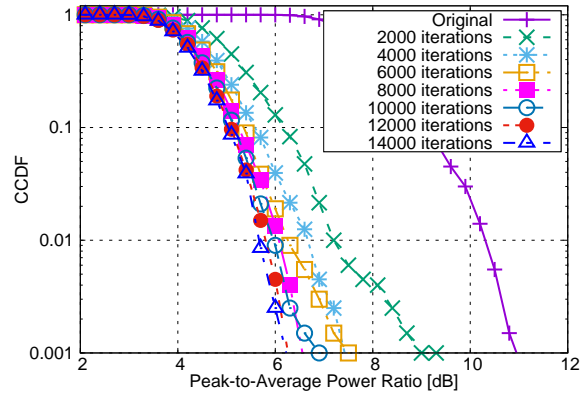 Original
2000 iterations
4000 iterations
6000 iterations
8000 iterations
10000 iterations
12000 iterations
14000 iterations
1
0.1
0.01
0.001
CCDF
2 4 6 8 10 12
Peak-to-Average Power Ratio [dB]